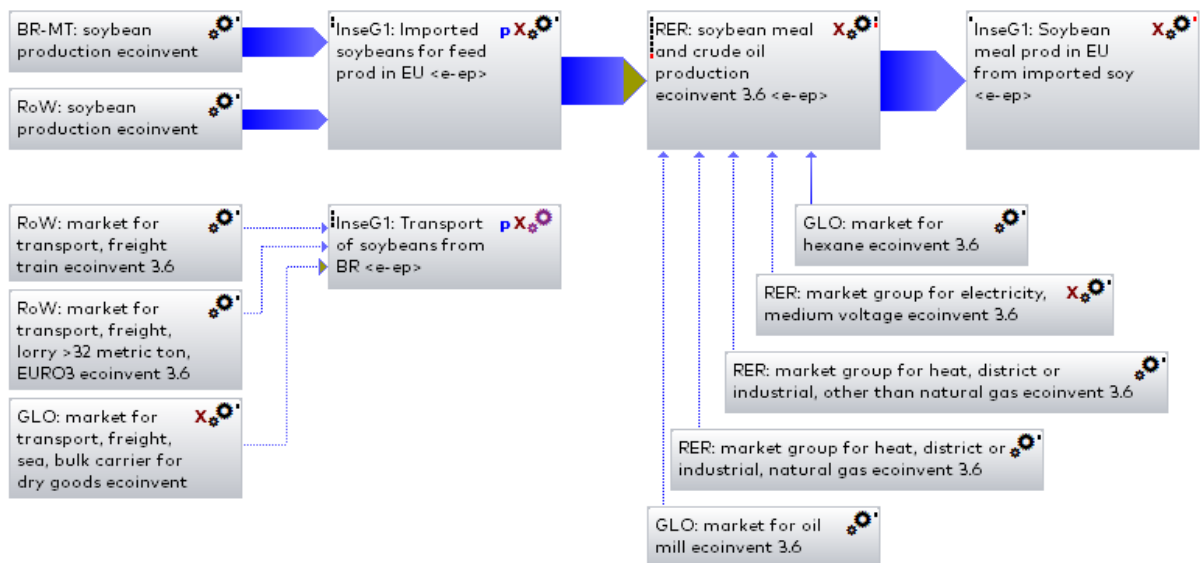 BR-MT: soybean
production ecoinvent
InseG1: Imported
soybeans for feed
prod in EU <e-ep>
p X
RER: soybean meal
and crude oil
production
ecoinvent 3.6 <e-ep>
X
InseG1: Soybean
meal prod in EU
from imported soy
<e-ep>
X
RoW: soybean
production ecoinvent
RoW: market for
transport, freight
train ecoinvent 3.6
InseG1: Transport
of soybeans from
BR <e-ep>
p X
GLO: market for
hexane ecoinvent 3.6
RoW: market for
transport, freight,
lorry >32 metric ton,
EURO3 ecoinvent 3.6
RER: market group for electricity,
medium voltage ecoinvent 3.6
X
RER: market group for heat, district or
industrial, other than natural gas ecoinvent 3.6
GLO: market for
transport, freight,
sea, bulk carrier for
dry goods ecoinvent
X
RER: market group for heat, district or
industrial, natural gas ecoinvent 3.6
GLO: market for oil
mill ecoinvent 3.6